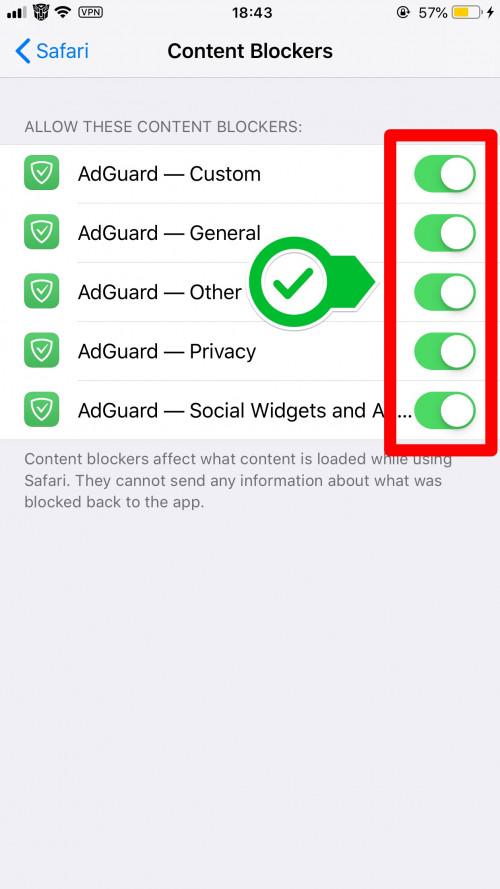 VPN 18:43 57%
Safari Content Blockers
ALLOW THESE CONTENT BLOCKERS:
AdGuard — Custom
AdGuard — General
AdGuard — Other
AdGuard — Privacy
AdGuard — Social Widgets and A...
Content blockers affect what content is loaded while using
Safari. They cannot send any information about what was
blocked back to the app.